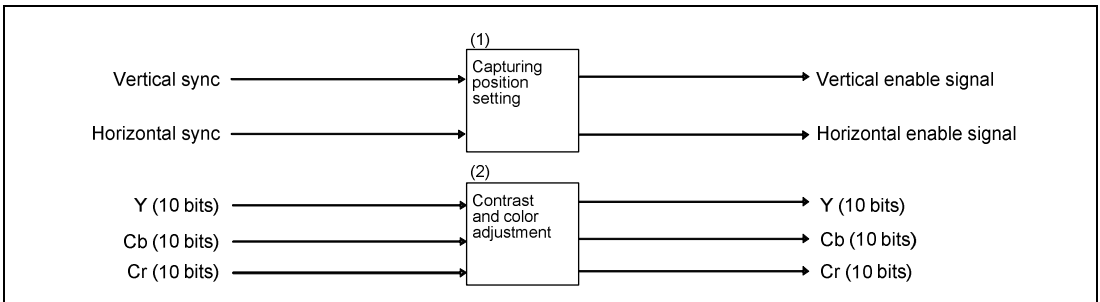 (1)
Vertical sync
Capturing
position
setting
Vertical enable signal
Horizontal sync
Horizontal enable signal
(2)
Y (10 bits)
Contrast
and color
adjustment
Y (10 bits)
Cb (10 bits)
Cb (10 bits)
Cr (10 bits)
Cr (10 bits)